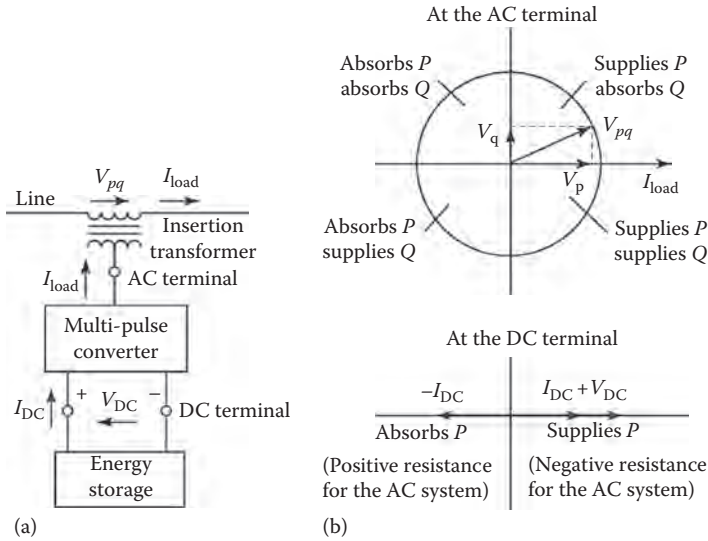 V_pq
I_load
Line
Insertion
transformer
AC terminal
I_load
Multi-pulse
converter
+
−
I_DC
V_DC
DC terminal
Energy
storage
(a)
At the AC terminal
Absorbs P
absorbs Q
Supplies P
absorbs Q
V_q
V_pq
V_p
I_load
Absorbs P
supplies Q
Supplies P
supplies Q
At the DC terminal
−I_DC
I_DC + V_DC
Absorbs P
Supplies P
(Positive resistance
for the AC system)
(Negative resistance
for the AC system)
(b)